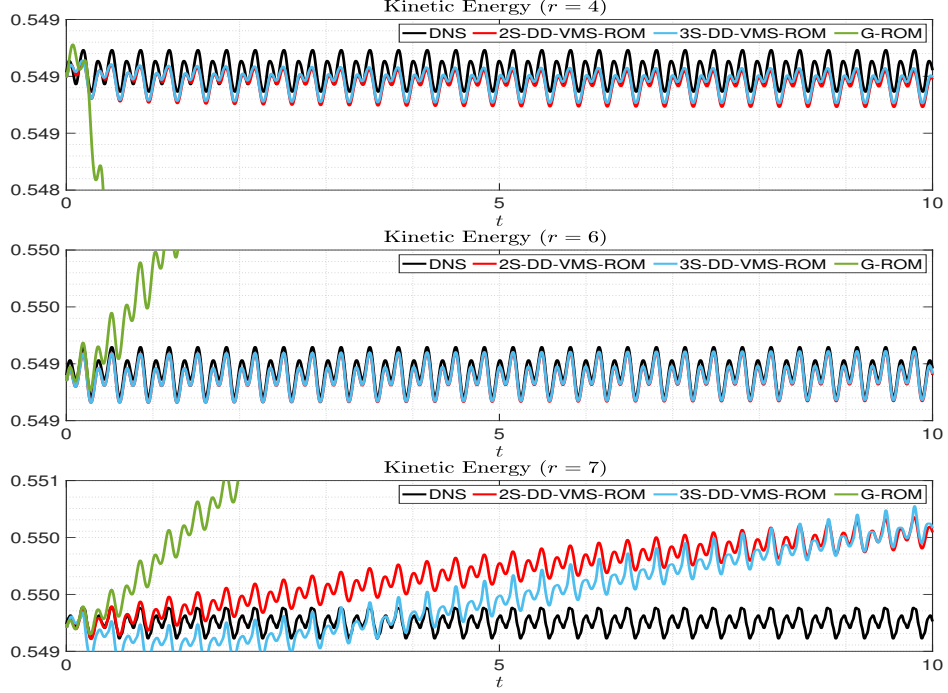 Kinetic Energy (r = 4)
0.549
DNS 2S-DD-VMS-ROM 3S-DD-VMS-ROM G-ROM
0.549
0.549
0.548
0 5 10
t
Kinetic Energy (r = 6)
0.550
DNS 2S-DD-VMS-ROM 3S-DD-VMS-ROM G-ROM
0.550
0.549
0.549
0 5 10
t
Kinetic Energy (r = 7)
0.551
DNS 2S-DD-VMS-ROM 3S-DD-VMS-ROM G-ROM
0.550
0.550
0.549
0 5 10
t